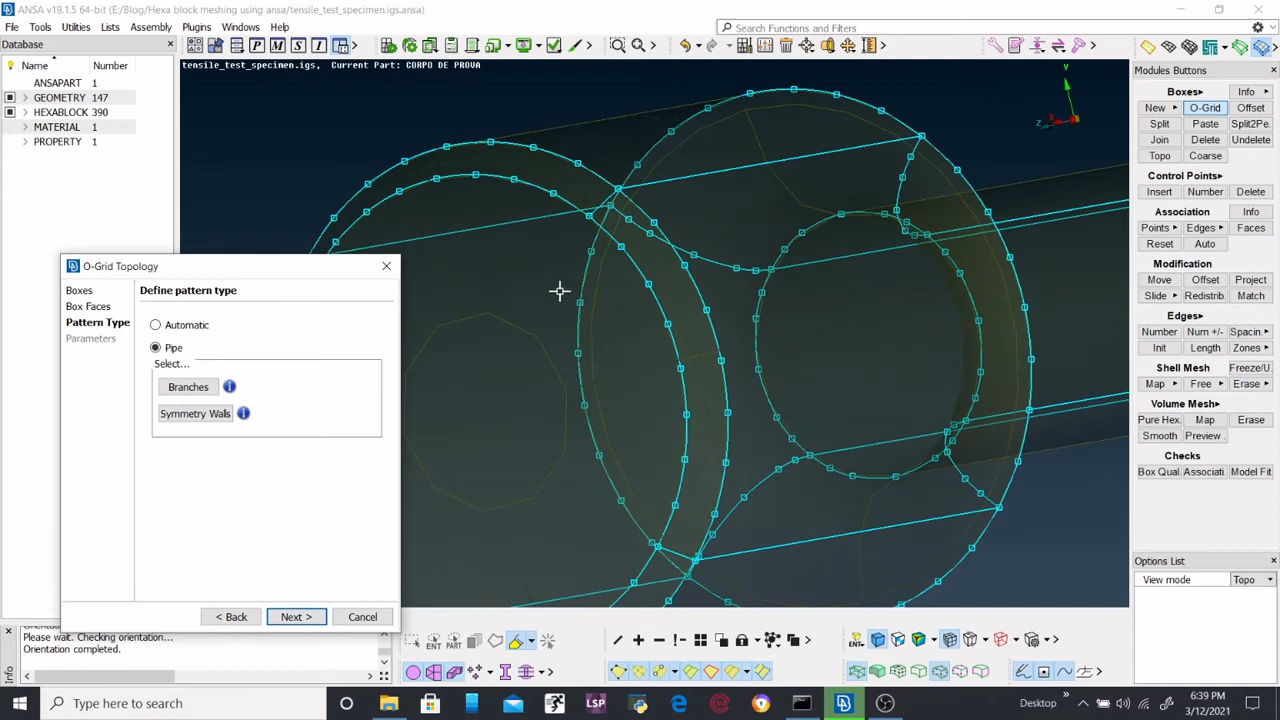 ANSA v19.1.5 64-bit (E:/Blog/Hexa block meshing using ansa/tensile_test_specimen.igs.ansa)
File Tools Utilities Lists Assembly Plugins Windows Help
Search Functions / Options
Database
Name Number
ANSAPART 1
GEOMETRY 147
HEXABLOCK 390
MATERIAL 1
PROPERTY 1
tensile_test_specimen.igs, Current Part: CORPO DE PROVA
Y
Z
O-Grid Topology
Boxes
Box Faces
Pattern Type
Parameters
Define pattern type
Automatic
Pipe
Select...
Branches
Symmetry Walls
< Back Next > Cancel
Please wait. Checking orientation...
Orientation completed.
Info
Modules Buttons
Boxes Info
New O-Grid Offset
Split Paste Split2Pe.
Join Delete Undelete
Topo Coarse
Control Points
Insert Number Delete
Association Info
Points Edges Faces
Reset Auto
Modification
Move Offset Project
Slide Redistrib. Match
Edges
Number Num +/- Spacin.
Init Length Zones
Shell Mesh Freeze/U.
Map Free Erase
Volume Mesh
Pure Hex. Map Erase
Smooth Preview .
Checks
Box Qual. Associati. Model Fit
Options List
View mode Topo
ENT PART ENT
Type here to search
LSP
Desktop
6:39 PM
3/12/2021